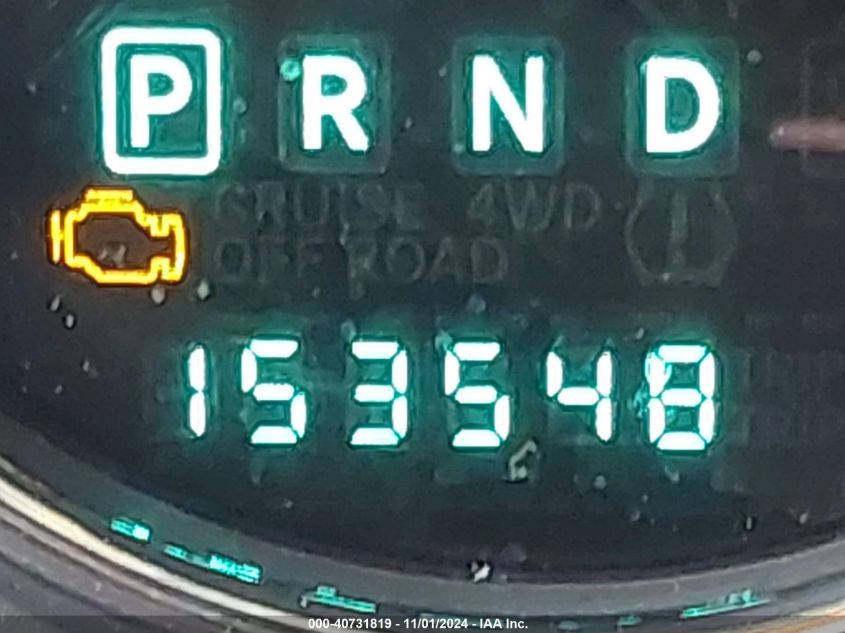 P R N D
CRUISE 4WD
OFF ROAD
153548
000-40731819 - 11/01/2024 - IAA Inc.